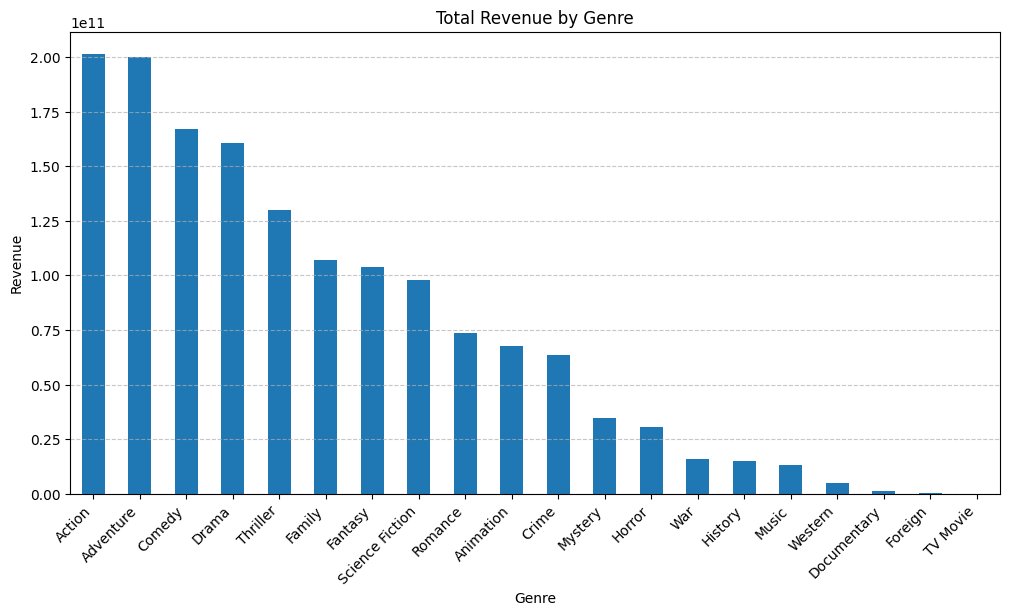 Total Revenue by Genre
1e11
2.00
1.75
1.50
1.25
1.00
0.75
0.50
0.25
0.00
Revenue
Action
Adventure
Comedy
Drama
Thriller
Family
Fantasy
Science Fiction
Romance
Animation
Crime
Mystery
Horror
War
History
Music
Western
Documentary
Foreign
TV Movie
Genre